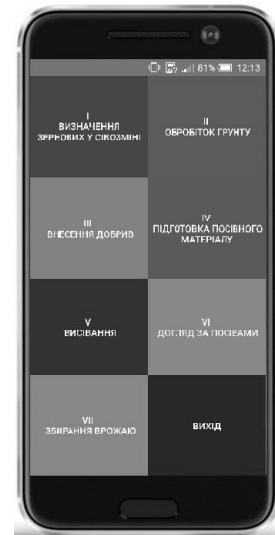 81% 12:13
I
ВИЗНАЧЕННЯ
ЗЕРНОВИХ У СІВОЗМІНІ
II
ОБРОБІТОК ГРУНТУ
III
ВНЕСЕННЯ ДОБРИВ
IV
ПІДГОТОВКА ПОСІВНОГО
МАТЕРІАЛУ
V
ВИСІВАННЯ
VI
ДОГЛЯД ЗА ПОСІВАМИ
VII
ЗБИРАННЯ ВРОЖАЮ
ВИХІД